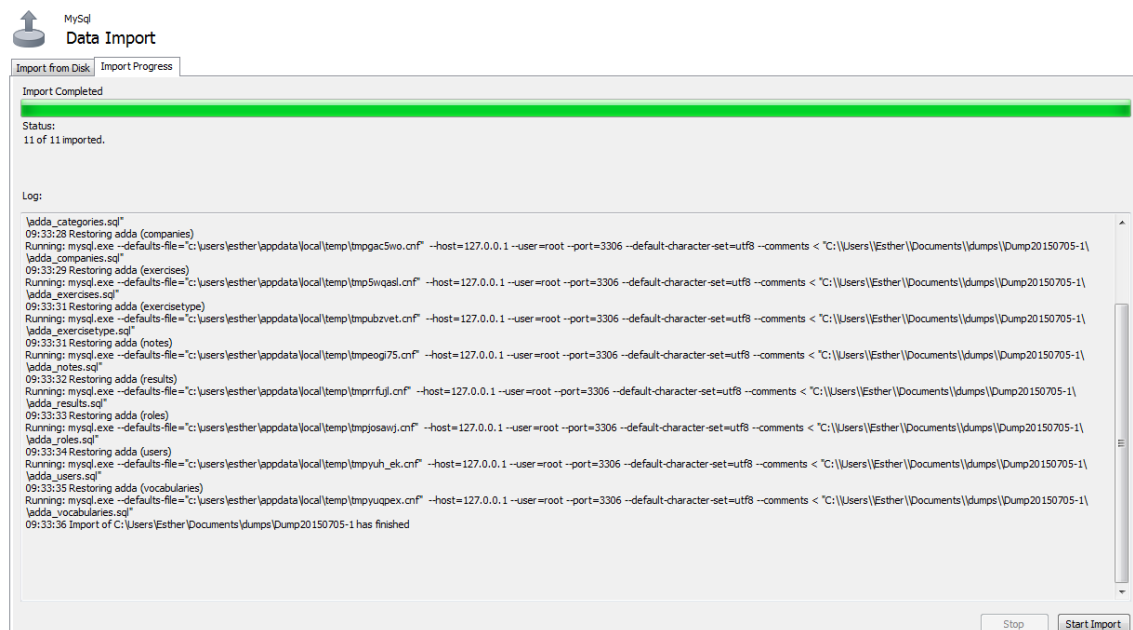 MySql
Data Import
Import from Disk
Import Progress
Import Completed
Status:
11 of 11 imported.
Log:
\adda_categories.sql"
09:33:28 Restoring adda (companies)
Running: mysql.exe --defaults-file="c:\users\esther\appdata\local\temp\tmpgac5wo.cnf"  --host=127.0.0.1 --user=root --port=3306 --default-character-set=utf8 --comments < "C:\\Users\\Esther\\Documents\\dumps\\Dump20150705-1\
\adda_companies.sql"
09:33:29 Restoring adda (exercises)
Running: mysql.exe --defaults-file="c:\users\esther\appdata\local\temp\tmp5wqasl.cnf"  --host=127.0.0.1 --user=root --port=3306 --default-character-set=utf8 --comments < "C:\\Users\\Esther\\Documents\\dumps\\Dump20150705-1\
\adda_exercises.sql"
09:33:31 Restoring adda (exercisetype)
Running: mysql.exe --defaults-file="c:\users\esther\appdata\local\temp\tmpubzvet.cnf"  --host=127.0.0.1 --user=root --port=3306 --default-character-set=utf8 --comments < "C:\\Users\\Esther\\Documents\\dumps\\Dump20150705-1\
\adda_exercisetype.sql"
09:33:31 Restoring adda (notes)
Running: mysql.exe --defaults-file="c:\users\esther\appdata\local\temp\tmpeogi75.cnf"  --host=127.0.0.1 --user=root --port=3306 --default-character-set=utf8 --comments < "C:\\Users\\Esther\\Documents\\dumps\\Dump20150705-1\
\adda_notes.sql"
09:33:32 Restoring adda (results)
Running: mysql.exe --defaults-file="c:\users\esther\appdata\local\temp\tmprrfujl.cnf"  --host=127.0.0.1 --user=root --port=3306 --default-character-set=utf8 --comments < "C:\\Users\\Esther\\Documents\\dumps\\Dump20150705-1\
\adda_results.sql"
09:33:33 Restoring adda (roles)
Running: mysql.exe --defaults-file="c:\users\esther\appdata\local\temp\tmpjosawj.cnf"  --host=127.0.0.1 --user=root --port=3306 --default-character-set=utf8 --comments < "C:\\Users\\Esther\\Documents\\dumps\\Dump20150705-1\
\adda_roles.sql"
09:33:34 Restoring adda (users)
Running: mysql.exe --defaults-file="c:\users\esther\appdata\local\temp\tmpyuh_ek.cnf"  --host=127.0.0.1 --user=root --port=3306 --default-character-set=utf8 --comments < "C:\\Users\\Esther\\Documents\\dumps\\Dump20150705-1\
\adda_users.sql"
09:33:35 Restoring adda (vocabularies)
Running: mysql.exe --defaults-file="c:\users\esther\appdata\local\temp\tmpyuqpex.cnf"  --host=127.0.0.1 --user=root --port=3306 --default-character-set=utf8 --comments < "C:\\Users\\Esther\\Documents\\dumps\\Dump20150705-1\
\adda_vocabularies.sql"
09:33:36 Import of C:\Users\Esther\Documents\dumps\Dump20150705-1 has finished
Stop
Start Import